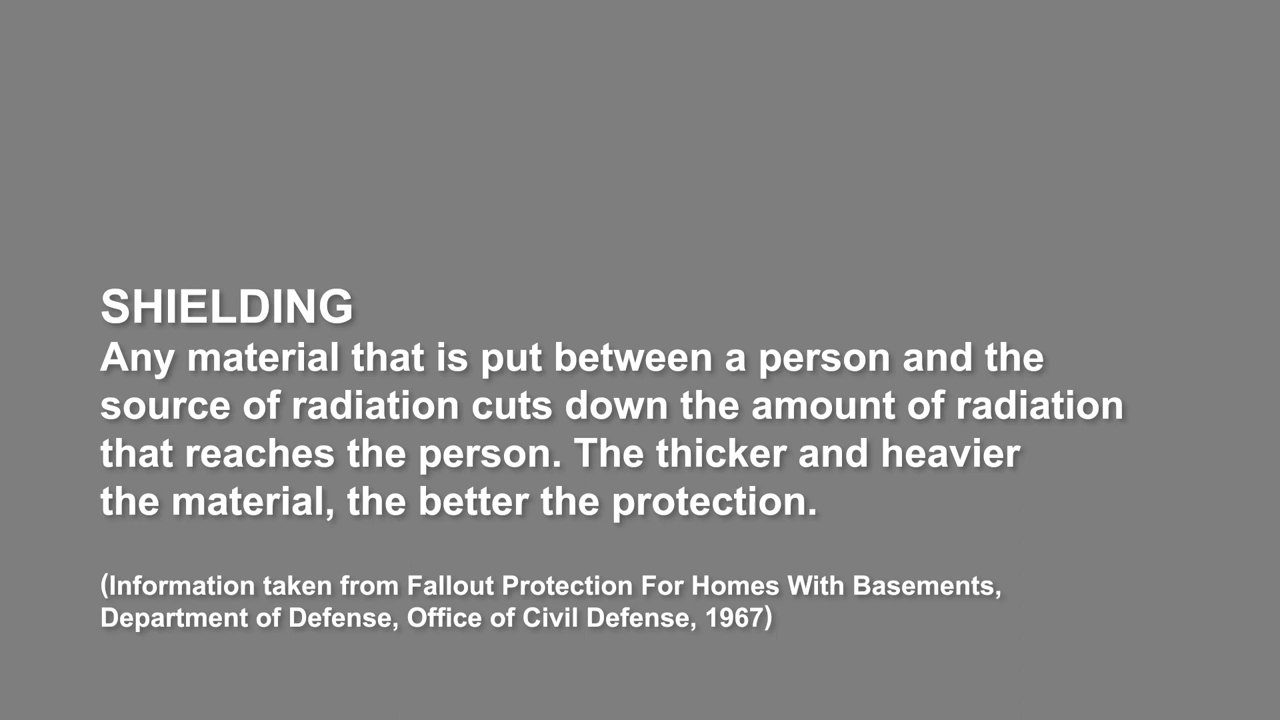 SHIELDING
Any material that is put between a person and the
source of radiation cuts down the amount of radiation
that reaches the person. The thicker and heavier
the material, the better the protection.
(Information taken from Fallout Protection For Homes With Basements,
Department of Defense, Office of Civil Defense, 1967)